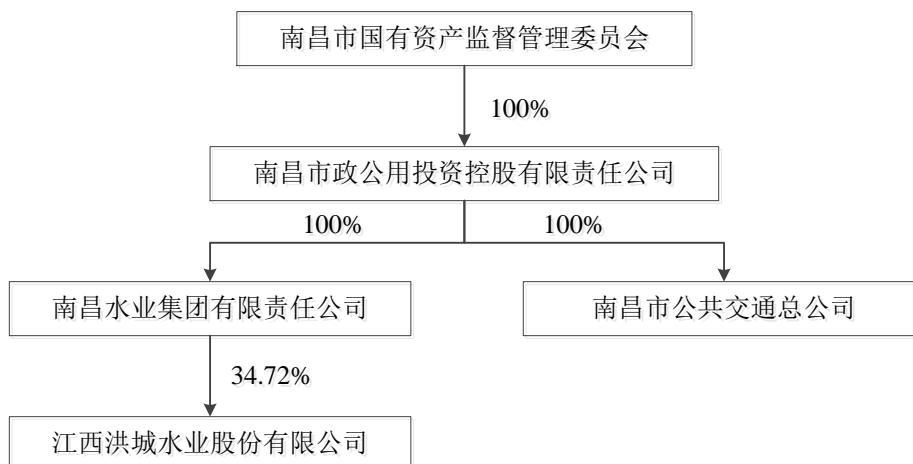 南昌市国有资产监督管理委员会
100%
南昌市政公用投资控股有限责任公司
100%
100%
南昌水业集团有限责任公司
南昌市公共交通总公司
34.72%
江西洪城水业股份有限公司